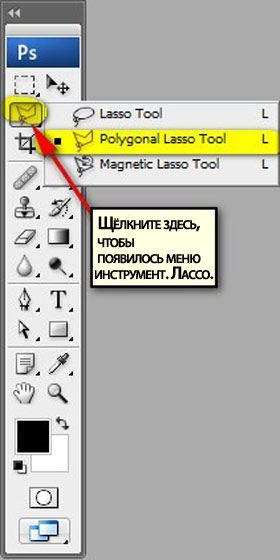 Ps
Lasso Tool L
Polygonal Lasso Tool L
Magnetic Lasso Tool L
Щёлкните здесь,
чтобы
появилось меню
инструмент. Лассо.
T